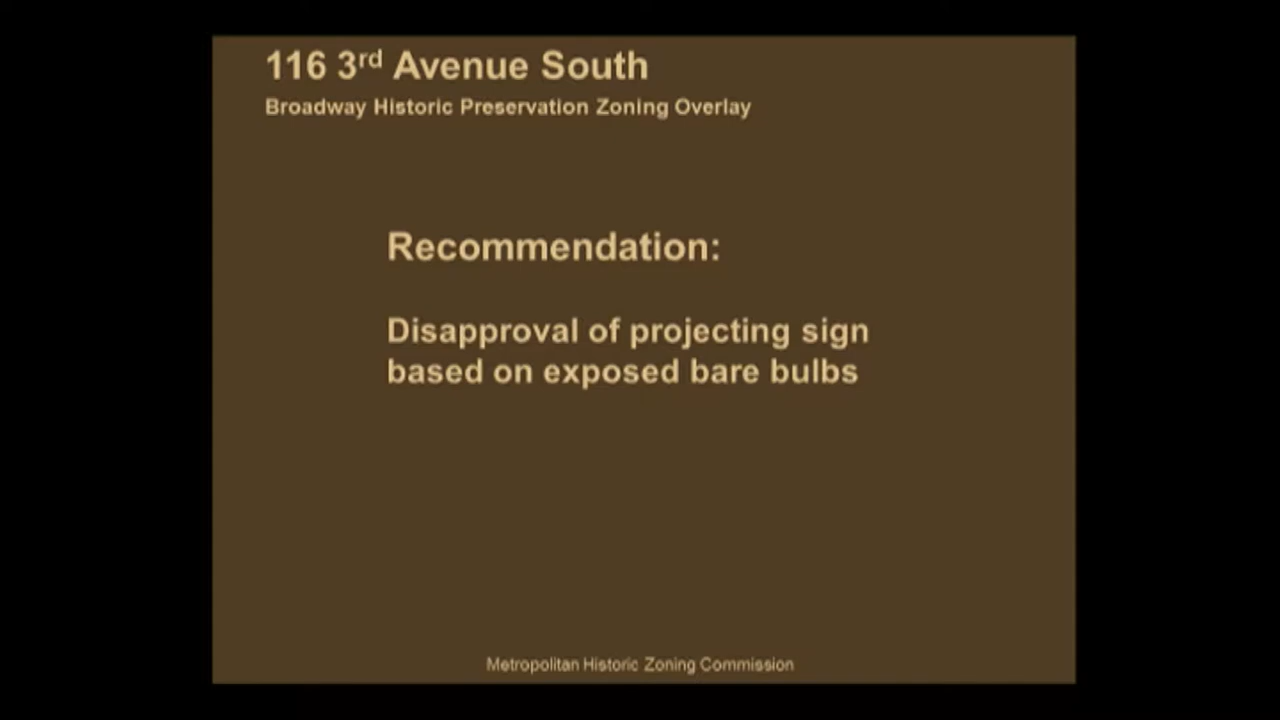 116 3rd Avenue South
Broadway Historic Preservation Zoning Overlay
Recommendation:
Disapproval of projecting sign
based on exposed bare bulbs
Metropolitan Historic Zoning Commission